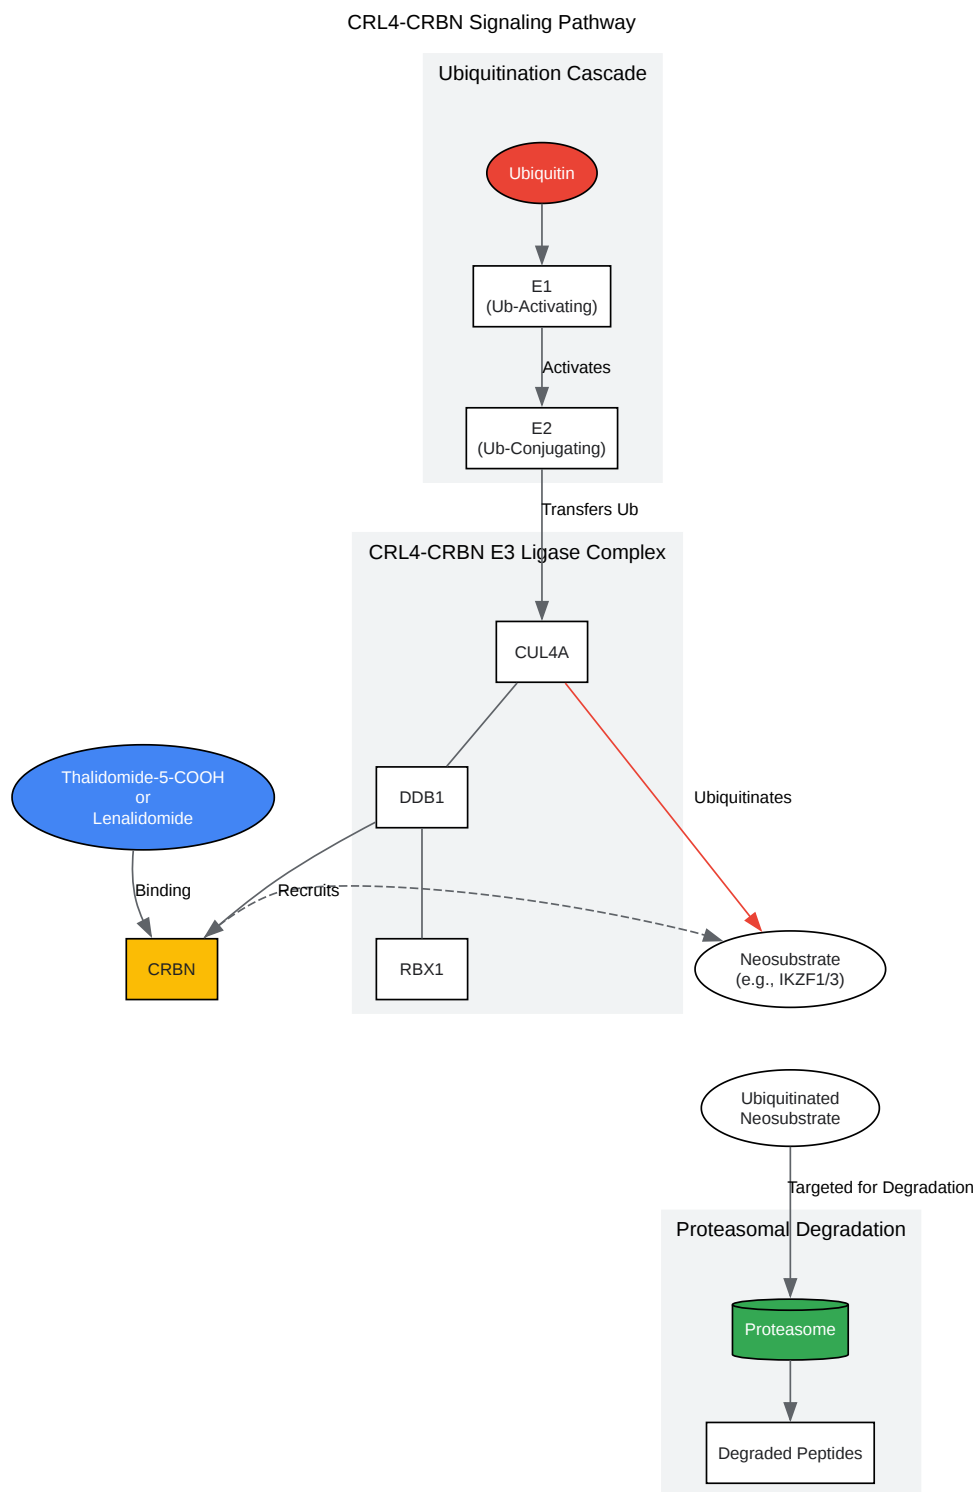 CRL4-CRBN Signaling Pathway
Ubiquitination Cascade
Ubiquitin
E1
(Ub-Activating)
Activates
E2
(Ub-Conjugating)
Transfers Ub
CRL4-CRBN E3 Ligase Complex
CUL4A
Thalidomide-5-COOH
or
Lenalidomide
DDB1
Ubiquitinates
Binding
Recruits
CRBN
RBX1
Neosubstrate
(e.g., IKZF1/3)
Ubiquitinated
Neosubstrate
Targeted for Degradation
Proteasomal Degradation
Proteasome
Degraded Peptides